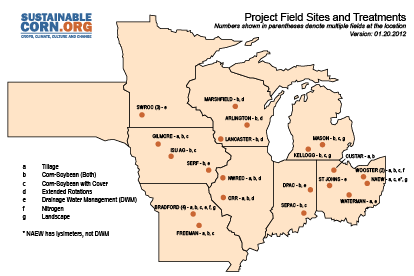 SUSTAINABLE
CORN.ORG
CROPS, CLIMATE, CULTURE AND CHANGE
Project Field Sites and Treatments
Numbers shown in parentheses denote multiple fields at the location
Version: 01.20.2012
SWROC (3) - e
MARSHFIELD - b, d
ARLINGTON - b, d
LANCASTER - b, d
GILMORE - a, b, c
ISU AG - b, c
SERF - b, e
MASON - b, c, g
KELLOGG - b, c, g
CUSTAR - a, b
WOOSTER (2) - a, b, c, f
NWREC - a, b, d
ST JOHNS - e
NAEW - a, c, e*, g
DPAC - b, e
CRR - a, b, d
WATERMAN - a, e
BRADFORD (4) - a, b, c, e, f, g
SEPAC - b, c
FREEMAN - a, b, c
a Tillage
b Corn-Soybean (Both)
c Corn-Soybean with Cover
d Extended Rotations
e Drainage Water Management (DWM)
f Nitrogen
g Landscape
* NAEW has lysimeters, not DWM